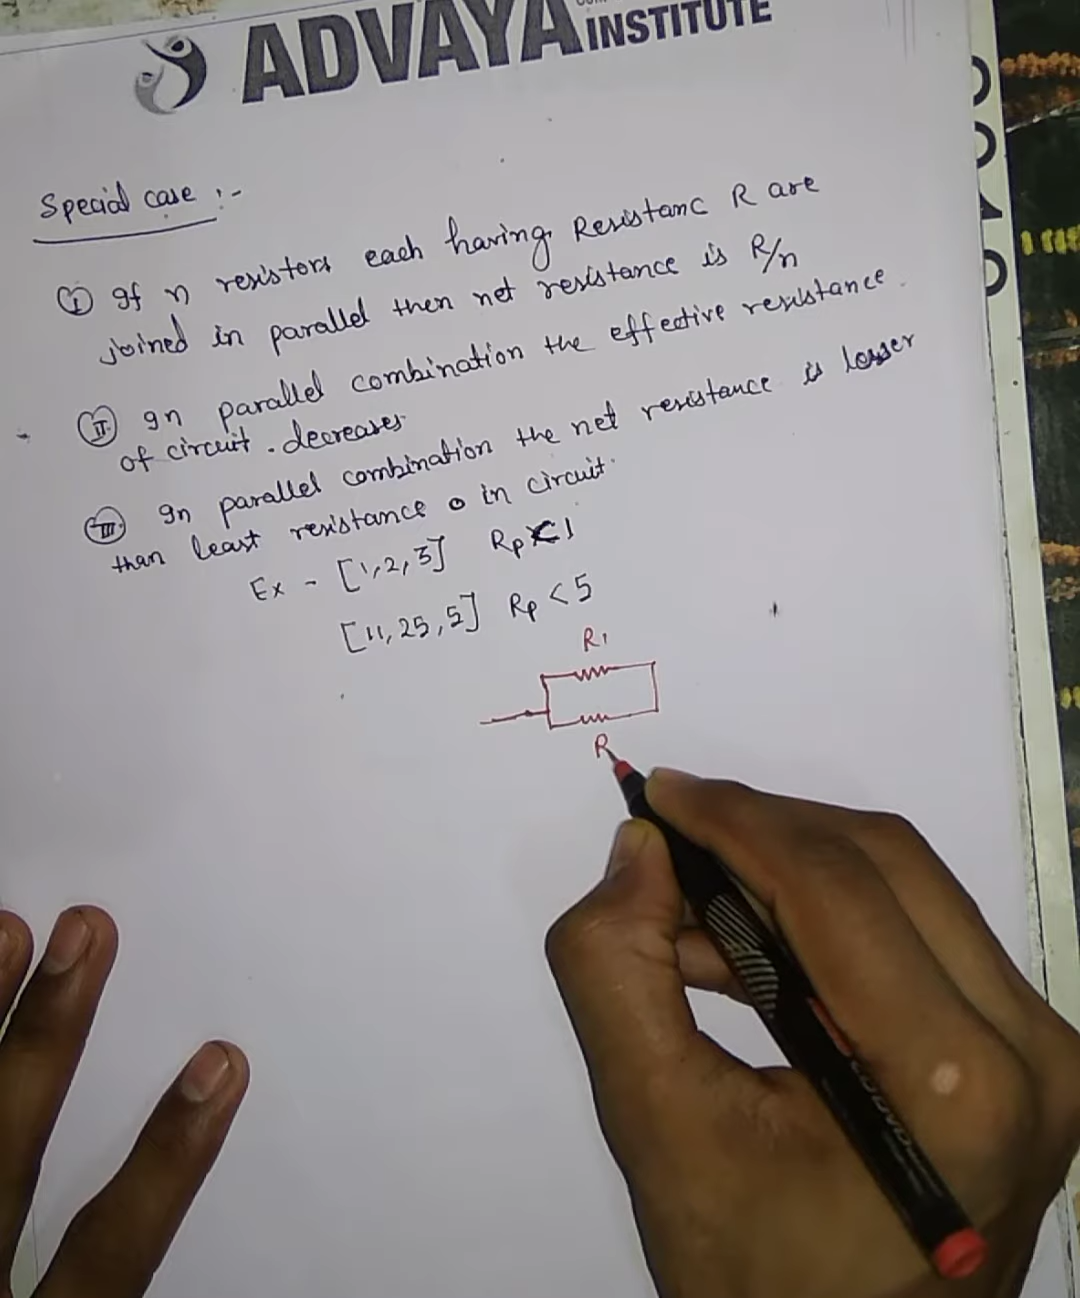 ADVAYA INSTITUTE
Special case :-
(I) If n resistors each having Resistanc R are
joined in parallel then net resistance is R/n
(II) In parallel combination the effective resistance
of circuit . decreases
(III) In parallel combination the net resistance is lesser
than least resistance in circuit.
Ex - [1,2,3] Rp < 1
[11,25,5] Rp < 5
R1
R